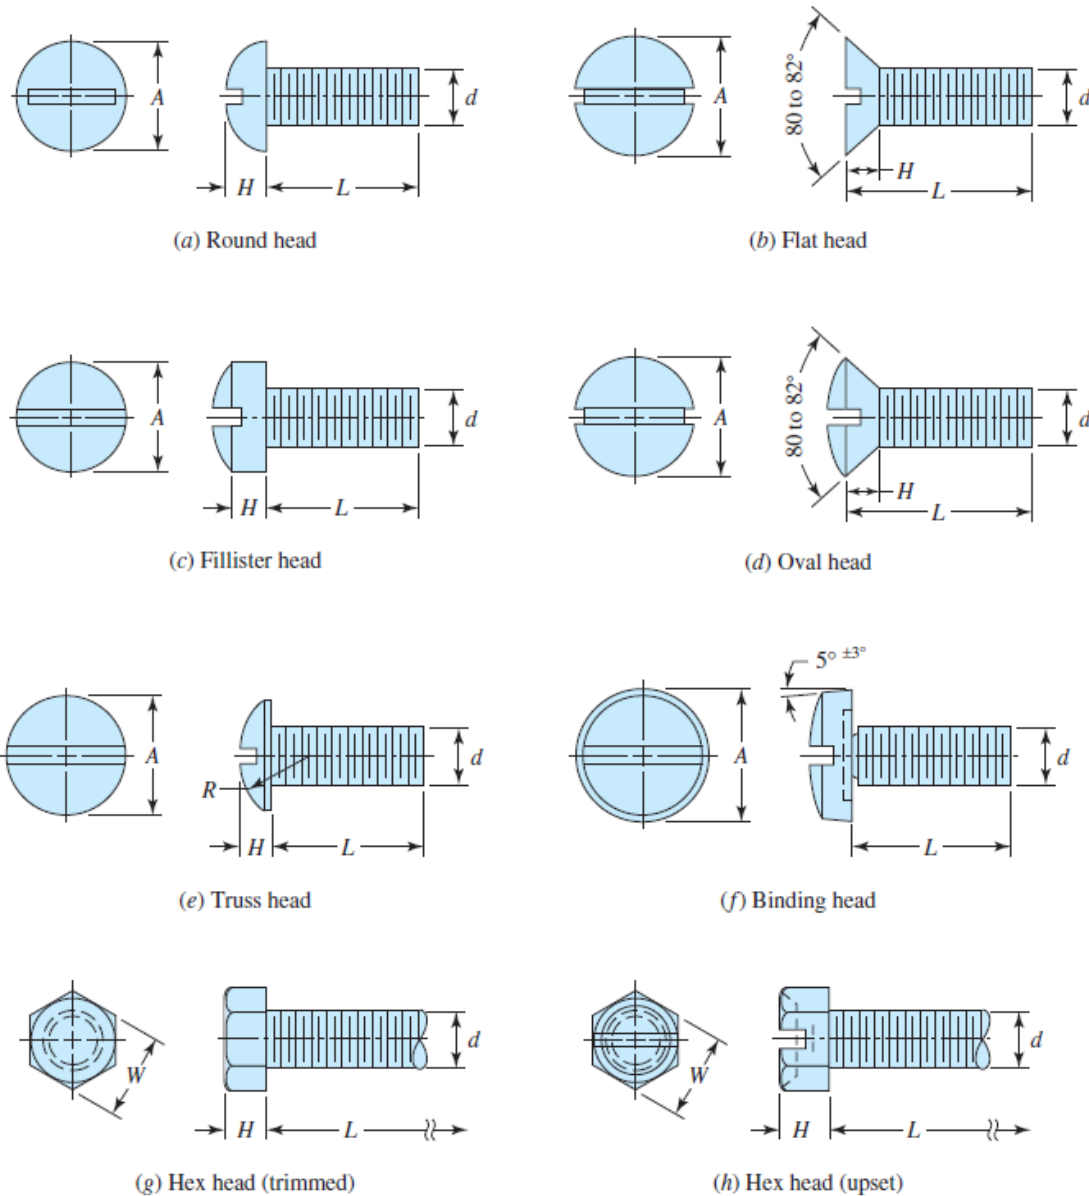 A
d
H
L
(a) Round head
A
80 to 82°
d
H
L
(b) Flat head
A
d
H
L
(c) Fillister head
A
80 to 82°
d
H
L
(d) Oval head
A
R
d
H
L
(e) Truss head
5° ±3°
A
d
L
(f) Binding head
W
d
H
L
(g) Hex head (trimmed)
W
d
H
L
(h) Hex head (upset)